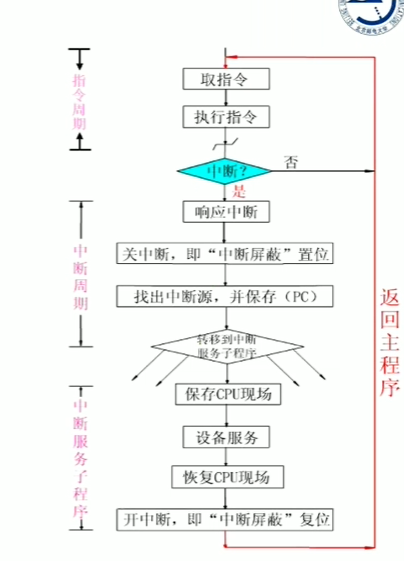 指令周期
取指令
执行指令
中断?
否
是
响应中断
关中断，即“中断屏蔽”置位
找出中断源，并保存（PC）
中断周期
转移到中断
服务子程序
返回主程序
保存CPU现场
设备服务
恢复CPU现场
开中断，即“中断屏蔽”复位
中断服务子程序